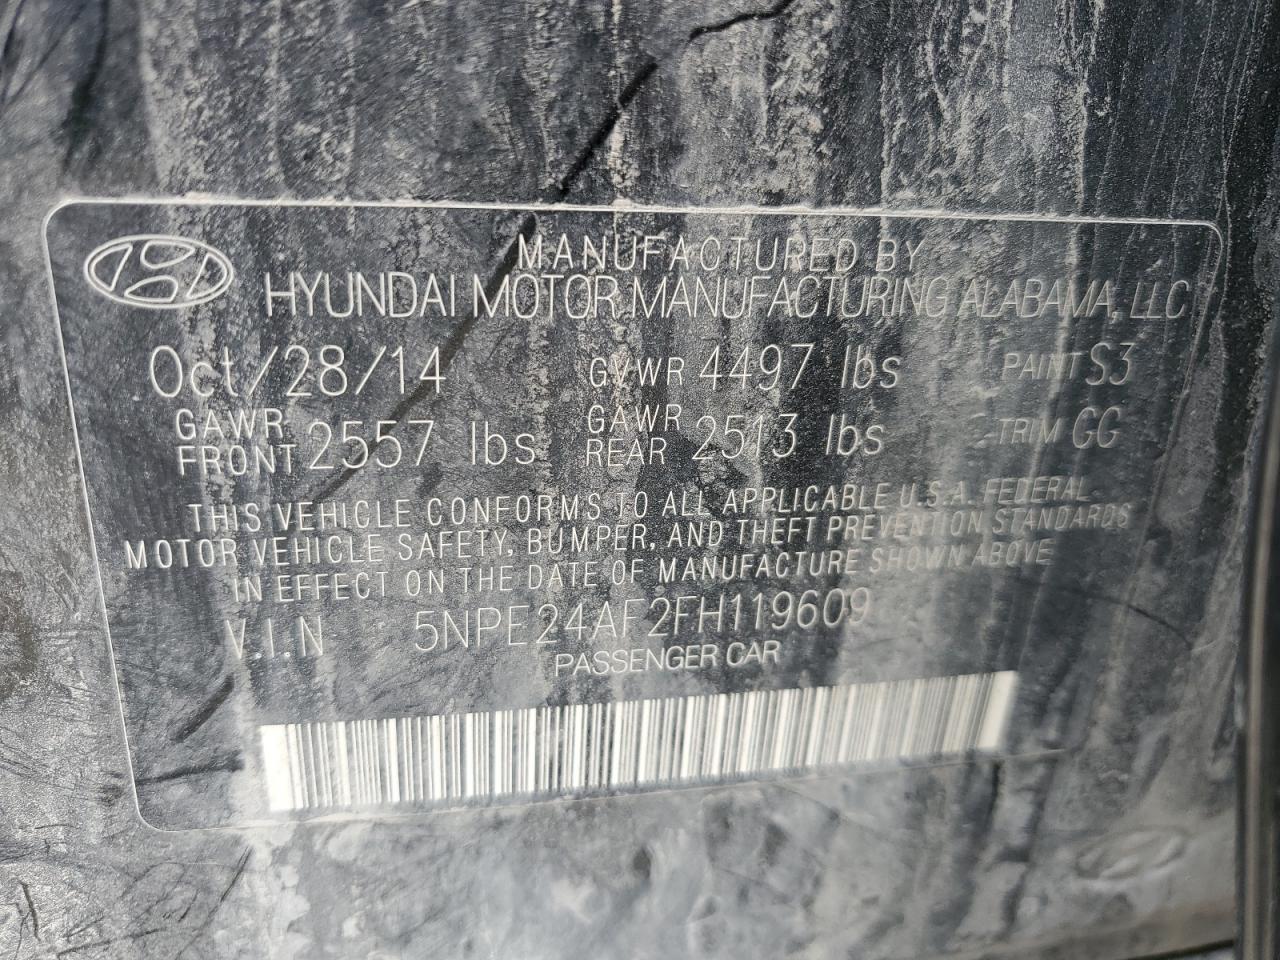 MANUFACTURED BY
HYUNDAI MOTOR MANUFACTURING ALABAMA, LLC
Oct/28/14 GVWR 4497 lbs PAINT S3
GAWR FRONT 2557 lbs GAWR REAR 2513 lbs TRIM GG
THIS VEHICLE CONFORMS TO ALL APPLICABLE U.S.A. FEDERAL
MOTOR VEHICLE SAFETY, BUMPER, AND THEFT PREVENTION STANDARDS
IN EFFECT ON THE DATE OF MANUFACTURE SHOWN ABOVE
V.I.N 5NPE24AF2FH119609
PASSENGER CAR